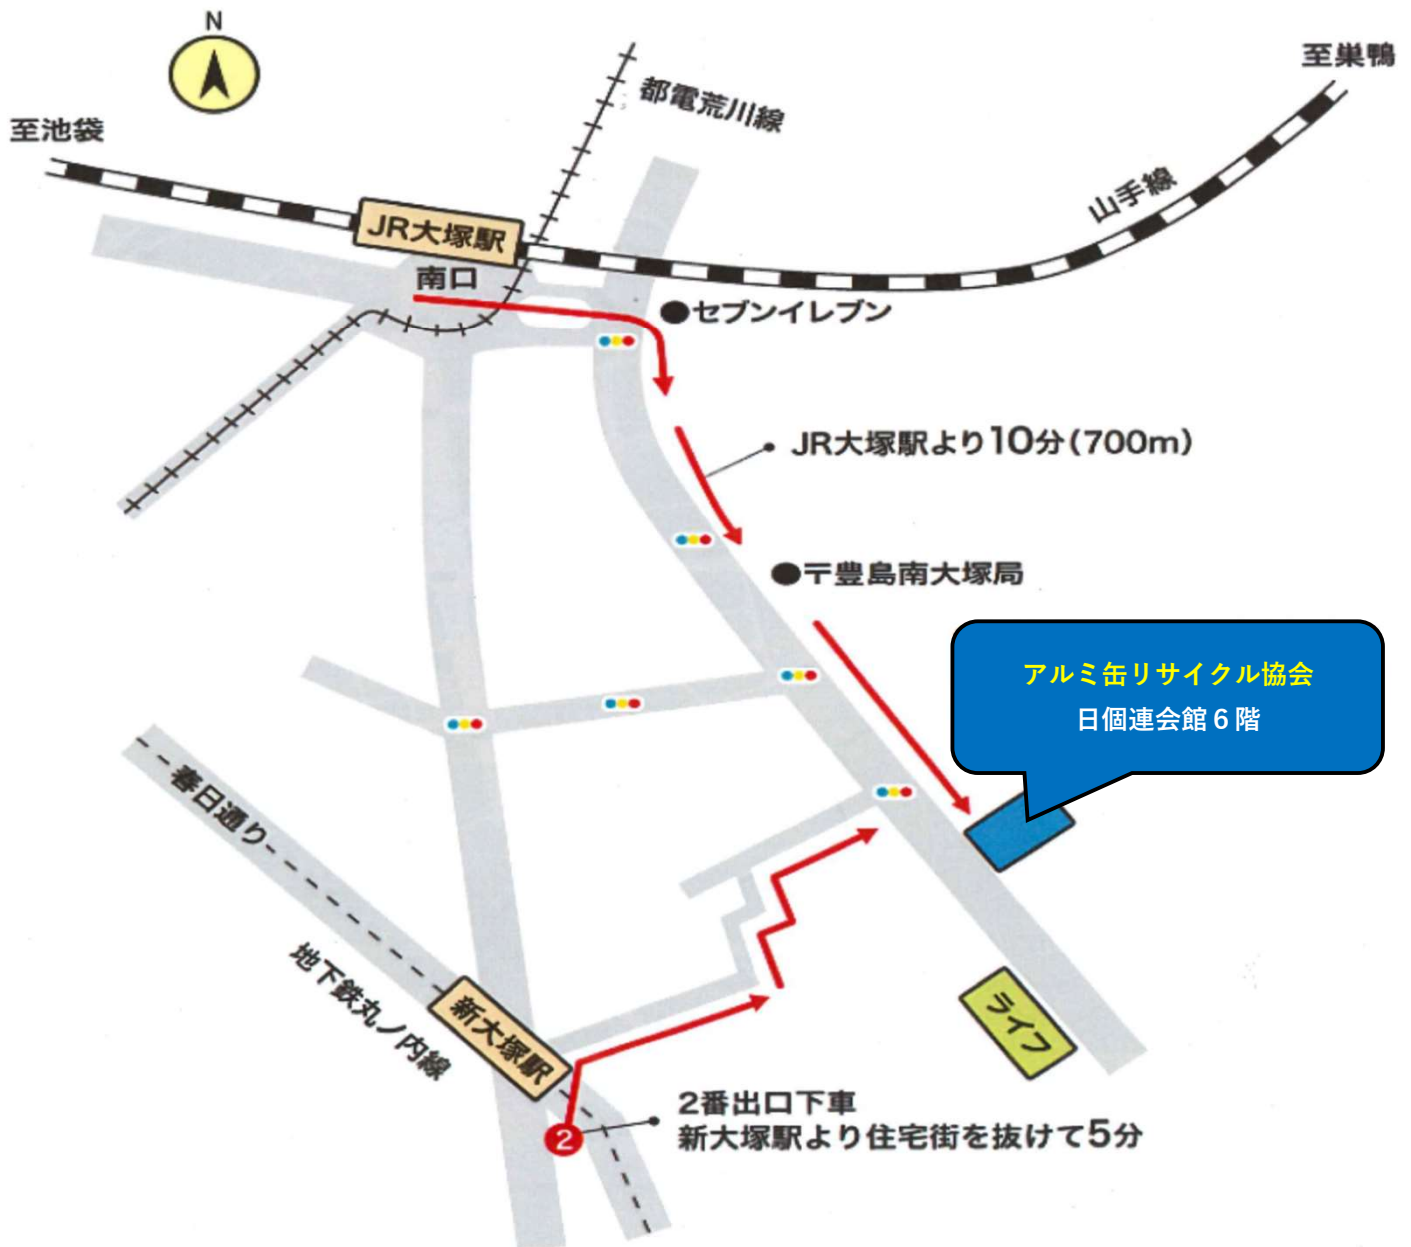 N
至巣鴨
都電荒川線
至池袋
山手線
JR大塚駅
南口
セブンイレブン
JR大塚駅より10分(700m)
〒豊島南大塚局
アルミ缶リサイクル協会
日個連会館6階
春日通り
地下鉄丸ノ内線
新大塚駅
ライフ
2番出口下車
新大塚駅より住宅街を抜けて5分
2